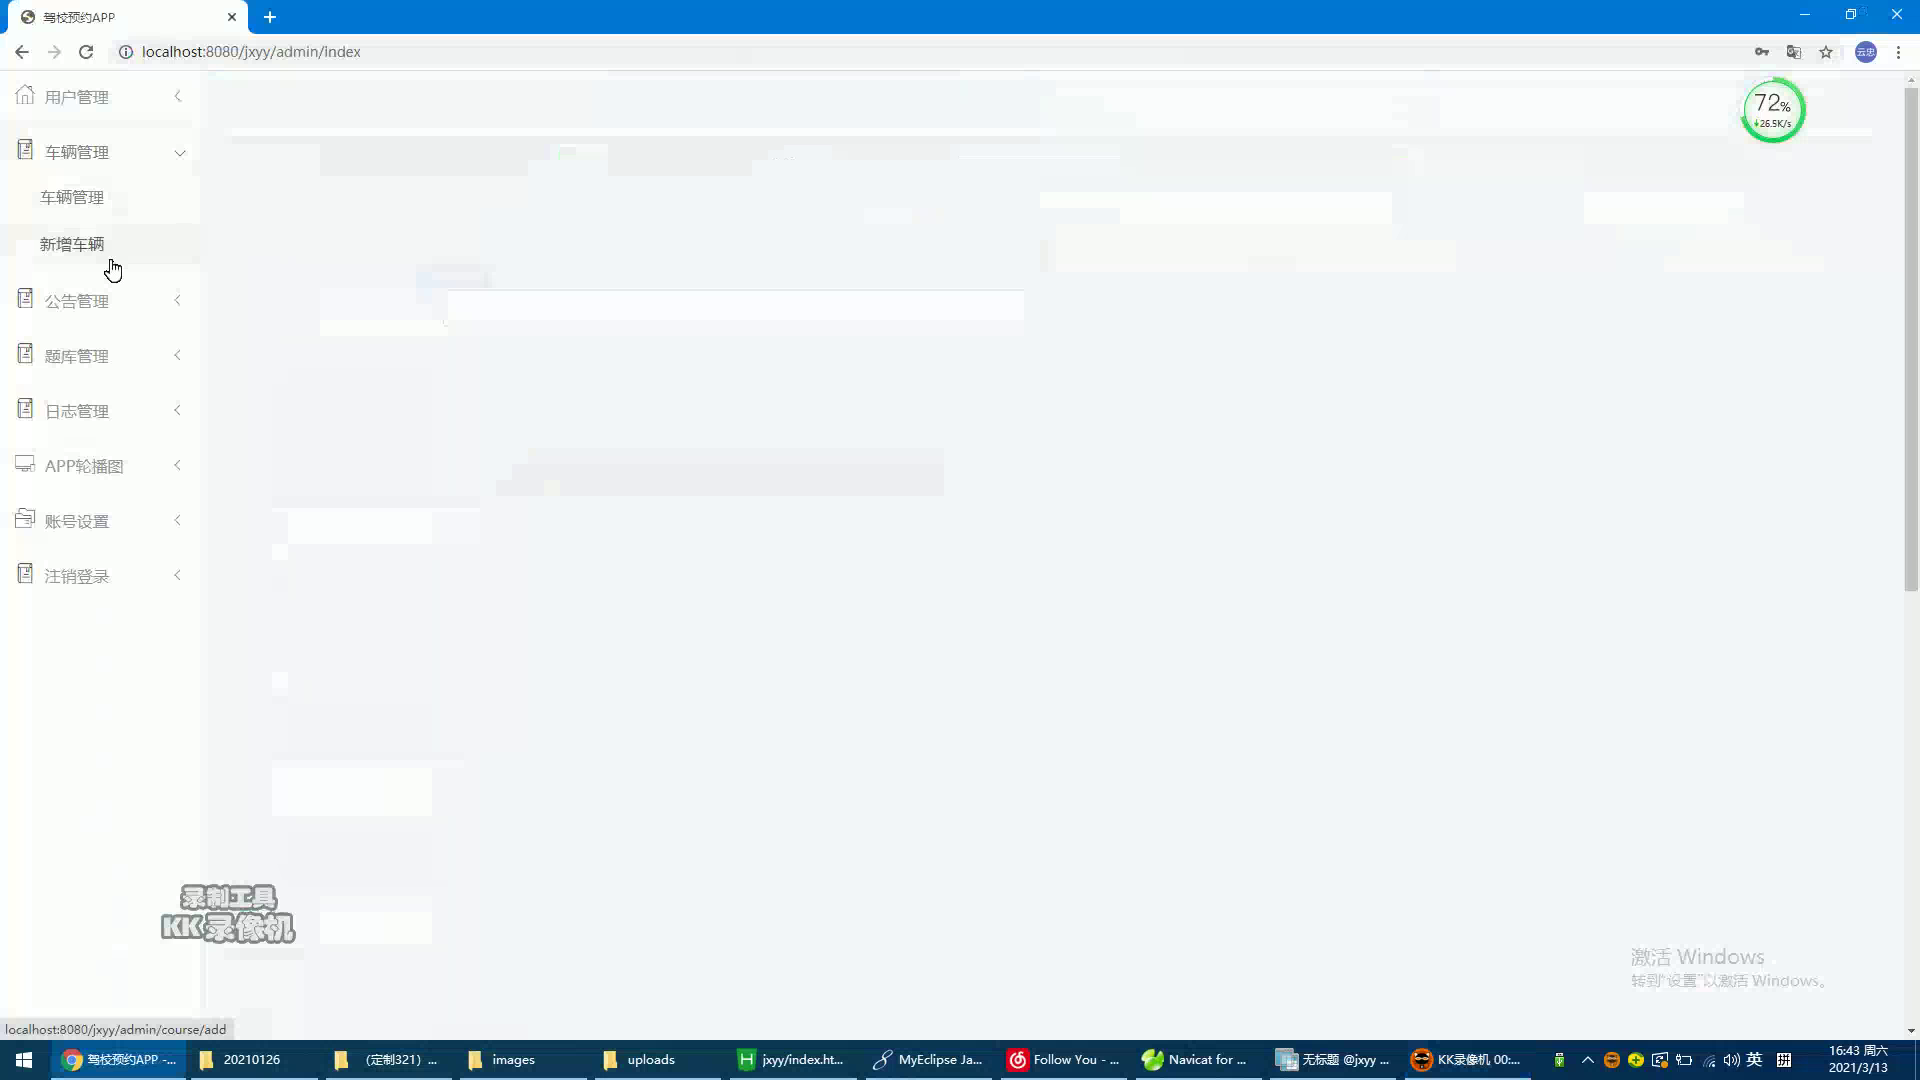 驾校预约APP
localhost:8080/jxyy/admin/index
云忠
用户管理
72%
26.5K/s
车辆管理
车辆管理
新增车辆
公告管理
题库管理
日志管理
APP轮播图
账号设置
注销登录
录制工具
KK录像机
激活 Windows
转到"设置"以激活 Windows。
localhost:8080/jxyy/admin/course/add
驾校预约APP -...
20210126
(定制321) ...
images
uploads
jxyy/index.ht...
MyEclipse Ja...
Follow You - ...
Navicat for ...
无标题 @jxyy ...
KK录像机 00:...
英
拼
16:43 周六
2021/3/13